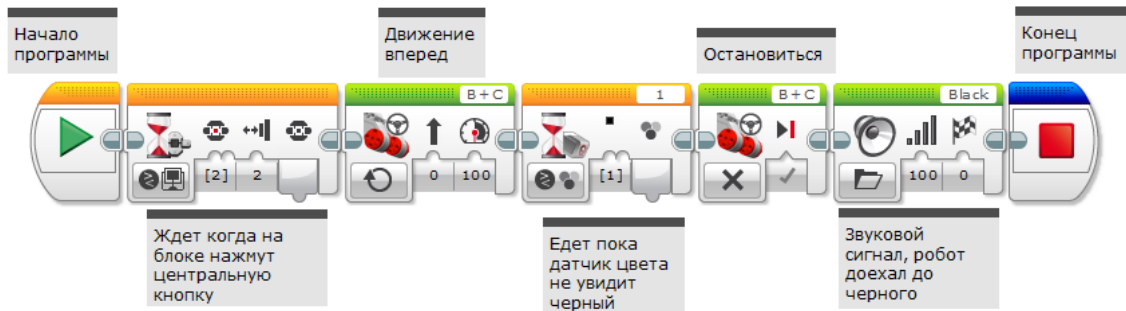 Начало
программы
Движение
вперед
Остановиться
Конец
программы
B+C
1
B+C
Black
[2] 2
0 100
[1]
100 0
Ждет когда на
блоке нажмут
центральную
кнопку
Едет пока
датчик цвета
не увидит
черный
Звуковой
сигнал, робот
доехал до
черного